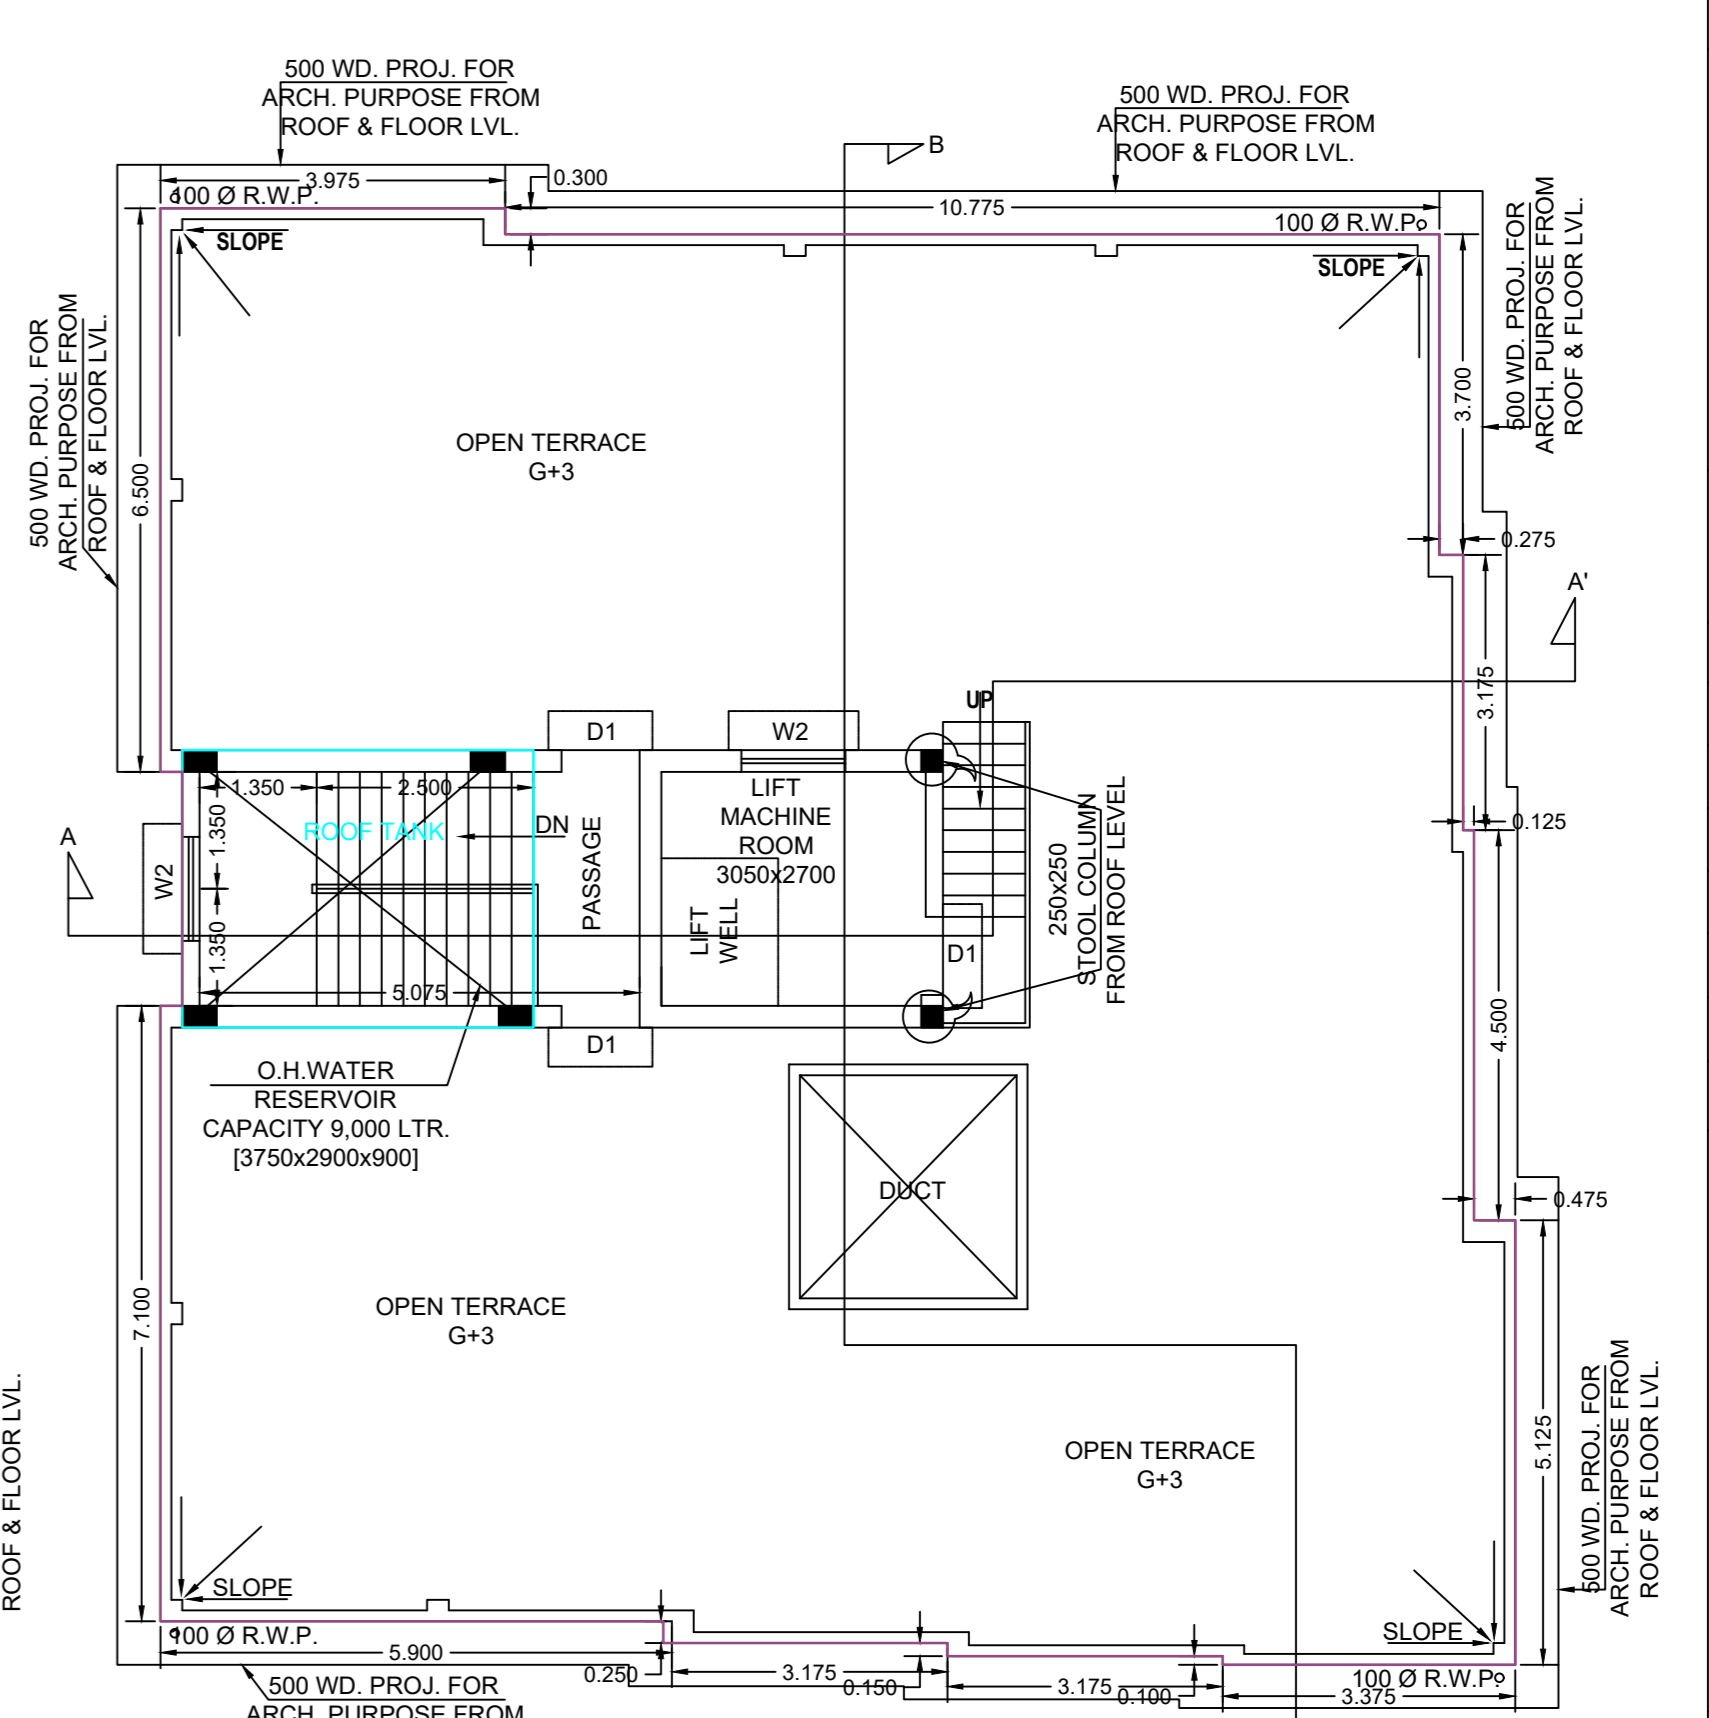 500 WD. PROJ. FOR
ARCH. PURPOSE FROM
ROOF & FLOOR LVL.
500 WD. PROJ. FOR
ARCH. PURPOSE FROM
ROOF & FLOOR LVL.
B
3.975
0.300
100 Ø R.W.P.
10.775
100 Ø R.W.P.
SLOPE
SLOPE
500 WD. PROJ. FOR
ARCH. PURPOSE FROM
ROOF & FLOOR LVL.
500 WD. PROJ. FOR
ARCH. PURPOSE FROM
ROOF & FLOOR LVL.
3.700
6.500
OPEN TERRACE
G+3
0.275
A'
3.175
UP
D1
W2
1.350
2.500
LIFT
MACHINE
ROOM
3050x2700
ROOF TANK
DN
1.350
PASSAGE
0.125
A
W2
250x250
STOOL COLUMN
FROM ROOF LEVEL
LIFT
WELL
1.350
D1
5.075
4.500
D1
O.H.WATER
RESERVOIR
CAPACITY 9,000 LTR.
[3750x2900x900]
DUCT
0.475
7.100
OPEN TERRACE
G+3
ROOF & FLOOR LVL.
OPEN TERRACE
G+3
5.125
500 WD. PROJ. FOR
ARCH. PURPOSE FROM
ROOF & FLOOR LVL.
SLOPE
SLOPE
100 Ø R.W.P.
5.900
0.250
3.175
0.150
3.175
0.100
100 Ø R.W.P.
3.375
500 WD. PROJ. FOR
ARCH. PURPOSE FROM